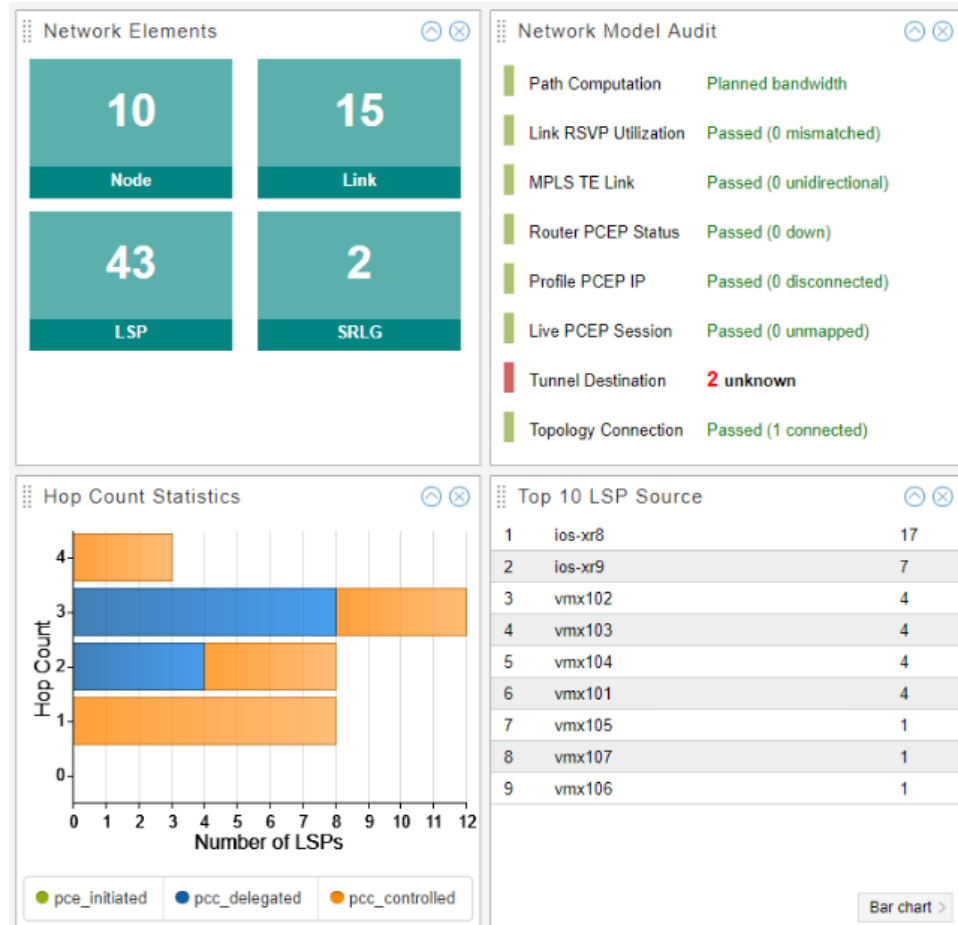 Network Elements
10
Node
15
Link
43
LSP
2
SRLG
Network Model Audit
Path Computation Planned bandwidth
Link RSVP Utilization Passed (0 mismatched)
MPLS TE Link Passed (0 unidirectional)
Router PCEP Status Passed (0 down)
Profile PCEP IP Passed (0 disconnected)
Live PCEP Session Passed (0 unmapped)
Tunnel Destination 2 unknown
Topology Connection Passed (1 connected)
Hop Count Statistics
Hop Count
4
3
2
1
0
0 1 2 3 4 5 6 7 8 9 10 11 12
Number of LSPs
pce_initiated pcc_delegated pcc_controlled
Top 10 LSP Source
1 ios-xr8 17
2 ios-xr9 7
3 vmx102 4
4 vmx103 4
5 vmx104 4
6 vmx101 4
7 vmx105 1
8 vmx107 1
9 vmx106 1
Bar chart >